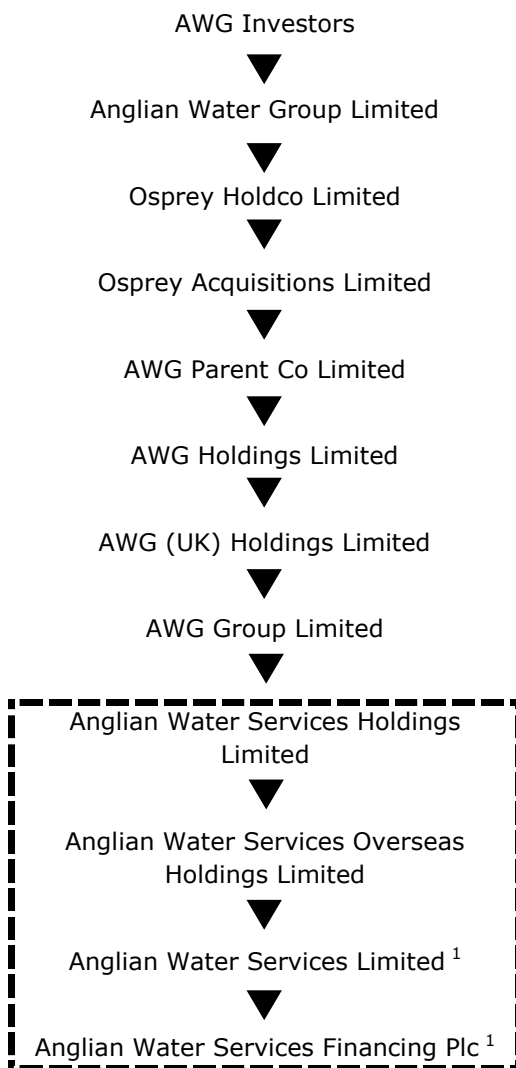 AWG Investors
Anglian Water Group Limited
Osprey Holdco Limited
Osprey Acquisitions Limited
AWG Parent Co Limited
AWG Holdings Limited
AWG (UK) Holdings Limited
AWG Group Limited
Anglian Water Services Holdings
Limited
Anglian Water Services Overseas
Holdings Limited
Anglian Water Services Limited ¹
Anglian Water Services Financing Plc ¹